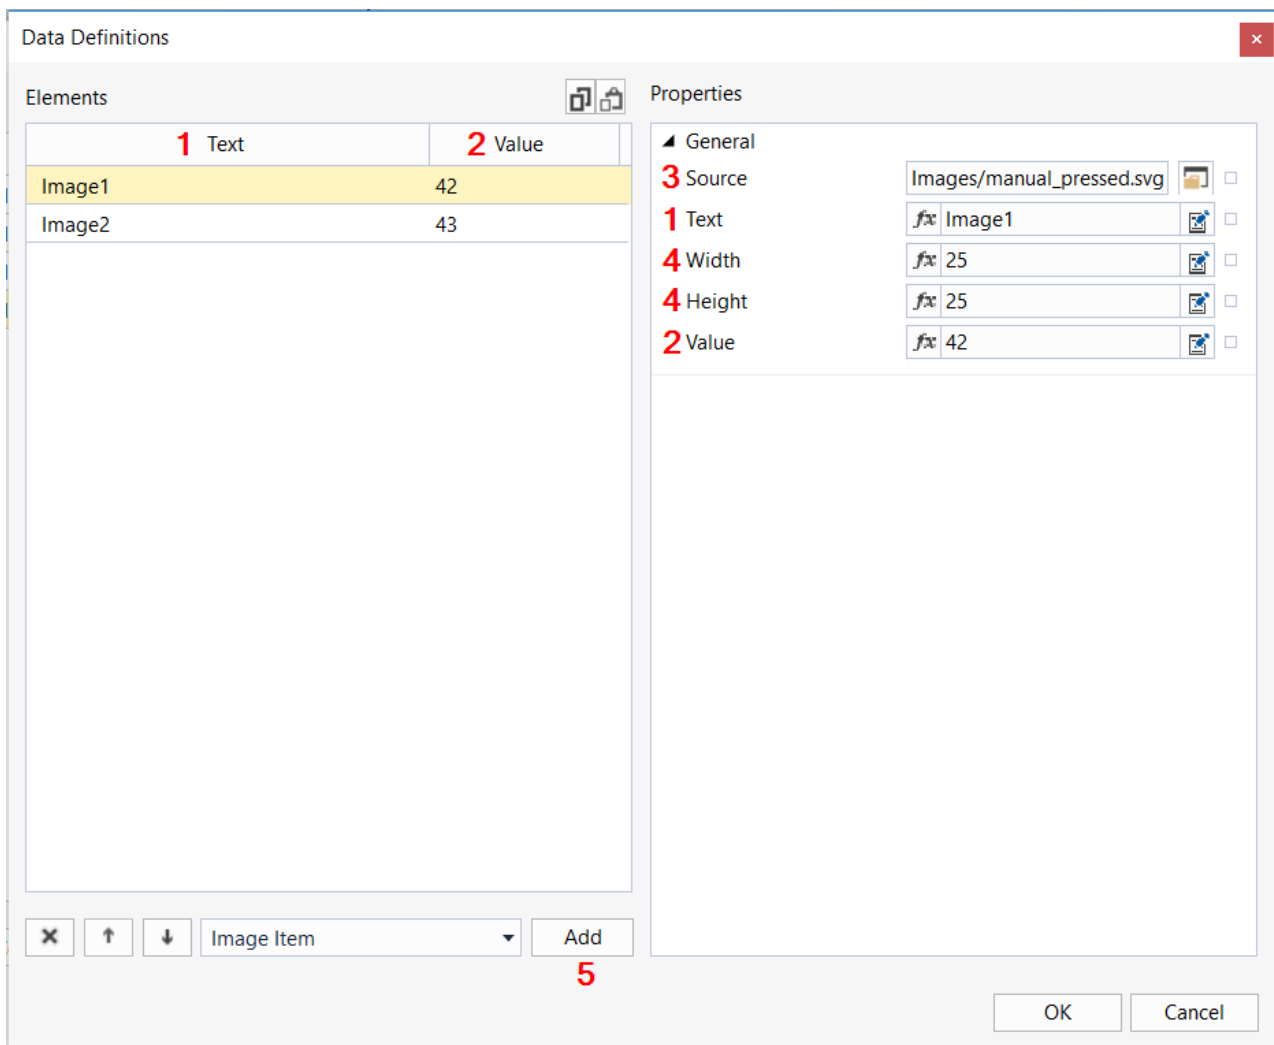 Data Definitions
Elements
1 Text 2 Value
Image1 42
Image2 43
Image Item Add
5
Properties
General
3 Source Images/manual_pressed.svg
1 Text fx Image1
4 Width fx 25
4 Height fx 25
2 Value fx 42
OK Cancel